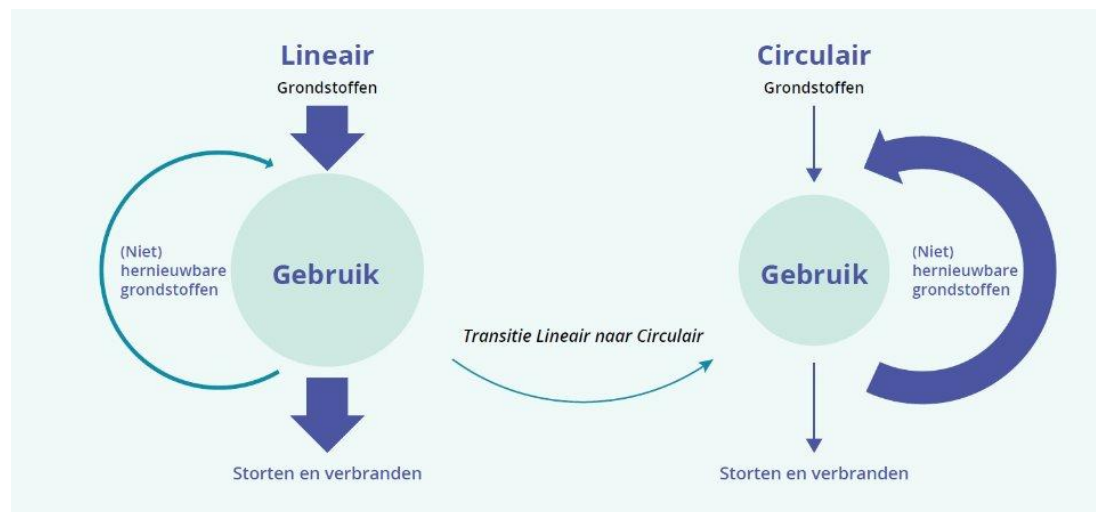 Lineair
Grondstoffen
(Niet)
hernieuwbare
grondstoffen
Gebruik
Storten en verbranden
Transitie Lineair naar Circulair
Circulair
Grondstoffen
Gebruik
(Niet)
hernieuwbare
grondstoffen
Storten en verbranden